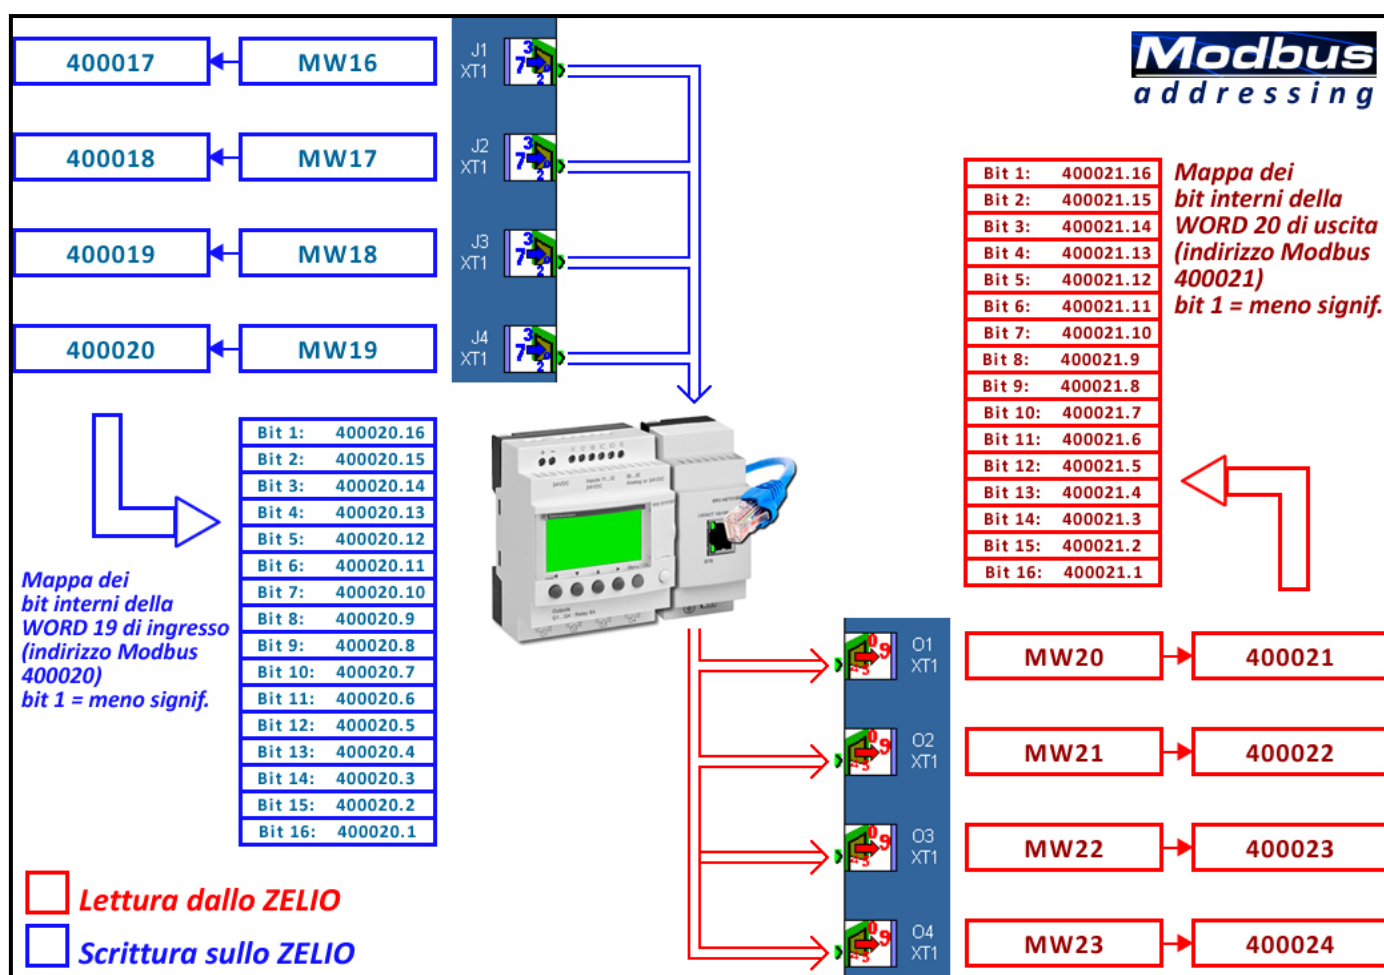 Modbus
addressing
400017
MW16
J1
XT1
400018
MW17
J2
XT1
400019
MW18
J3
XT1
400020
MW19
J4
XT1
Bit 1: 400021.16
Bit 2: 400021.15
Bit 3: 400021.14
Bit 4: 400021.13
Bit 5: 400021.12
Bit 6: 400021.11
Bit 7: 400021.10
Bit 8: 400021.9
Bit 9: 400021.8
Bit 10: 400021.7
Bit 11: 400021.6
Bit 12: 400021.5
Bit 13: 400021.4
Bit 14: 400021.3
Bit 15: 400021.2
Bit 16: 400021.1
Mappa dei
bit interni della
WORD 20 di uscita
(indirizzo Modbus
400021)
bit 1 = meno signif.
Bit 1: 400020.16
Bit 2: 400020.15
Bit 3: 400020.14
Bit 4: 400020.13
Bit 5: 400020.12
Bit 6: 400020.11
Bit 7: 400020.10
Bit 8: 400020.9
Bit 9: 400020.8
Bit 10: 400020.7
Bit 11: 400020.6
Bit 12: 400020.5
Bit 13: 400020.4
Bit 14: 400020.3
Bit 15: 400020.2
Bit 16: 400020.1
Mappa dei
bit interni della
WORD 19 di ingresso
(indirizzo Modbus
400020)
bit 1 = meno signif.
24VDC
Inputs
24VDC
Analog or 24VDC
Menu
Outputs
Relay 8A
O1
XT1
MW20
400021
O2
XT1
MW21
400022
O3
XT1
MW22
400023
O4
XT1
MW23
400024
Lettura dallo ZELIO
Scrittura sullo ZELIO